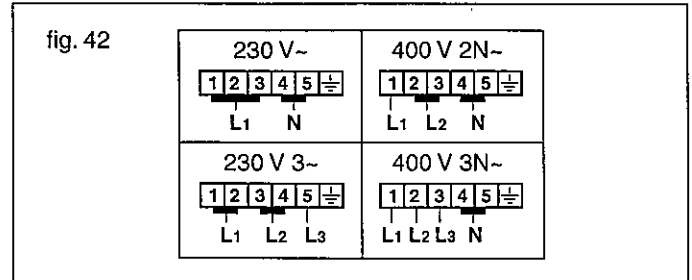 fig. 42
230 V~
1 2 3 4 5
L1 N
400 V 2N~
1 2 3 4 5
L1 L2 N
230 V 3~
1 2 3 4 5
L1 L2 L3
400 V 3N~
1 2 3 4 5
L1 L2 L3 N